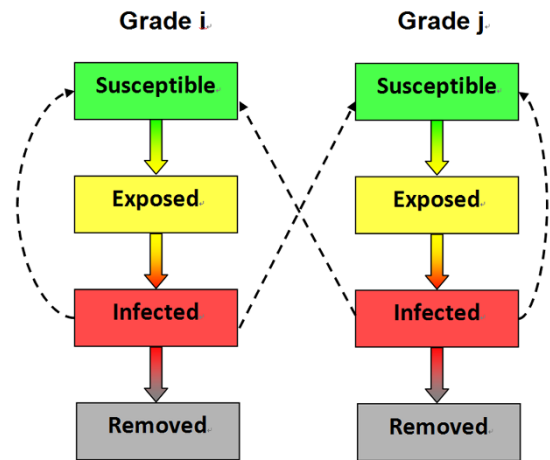 Grade i
Grade j
Susceptible
Susceptible
Exposed
Exposed
Infected
Infected
Removed
Removed